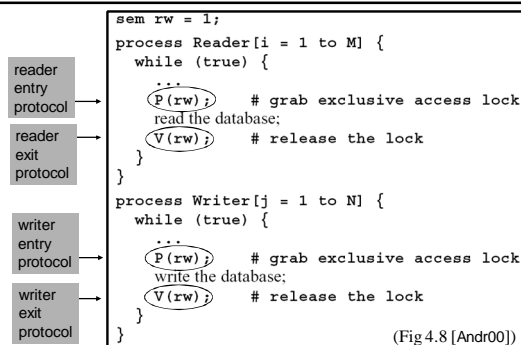 sem rw = 1;
process Reader[i = 1 to M] {
while (true) {
...
reader
entry
protocol
P(rw); # grab exclusive access lock
read the database;
reader
exit
protocol
V(rw); # release the lock
}
}
process Writer[j = 1 to N] {
while (true) {
...
writer
entry
protocol
P(rw); # grab exclusive access lock
write the database;
writer
exit
protocol
V(rw); # release the lock
}
}
(Fig 4.8 [Andr00])